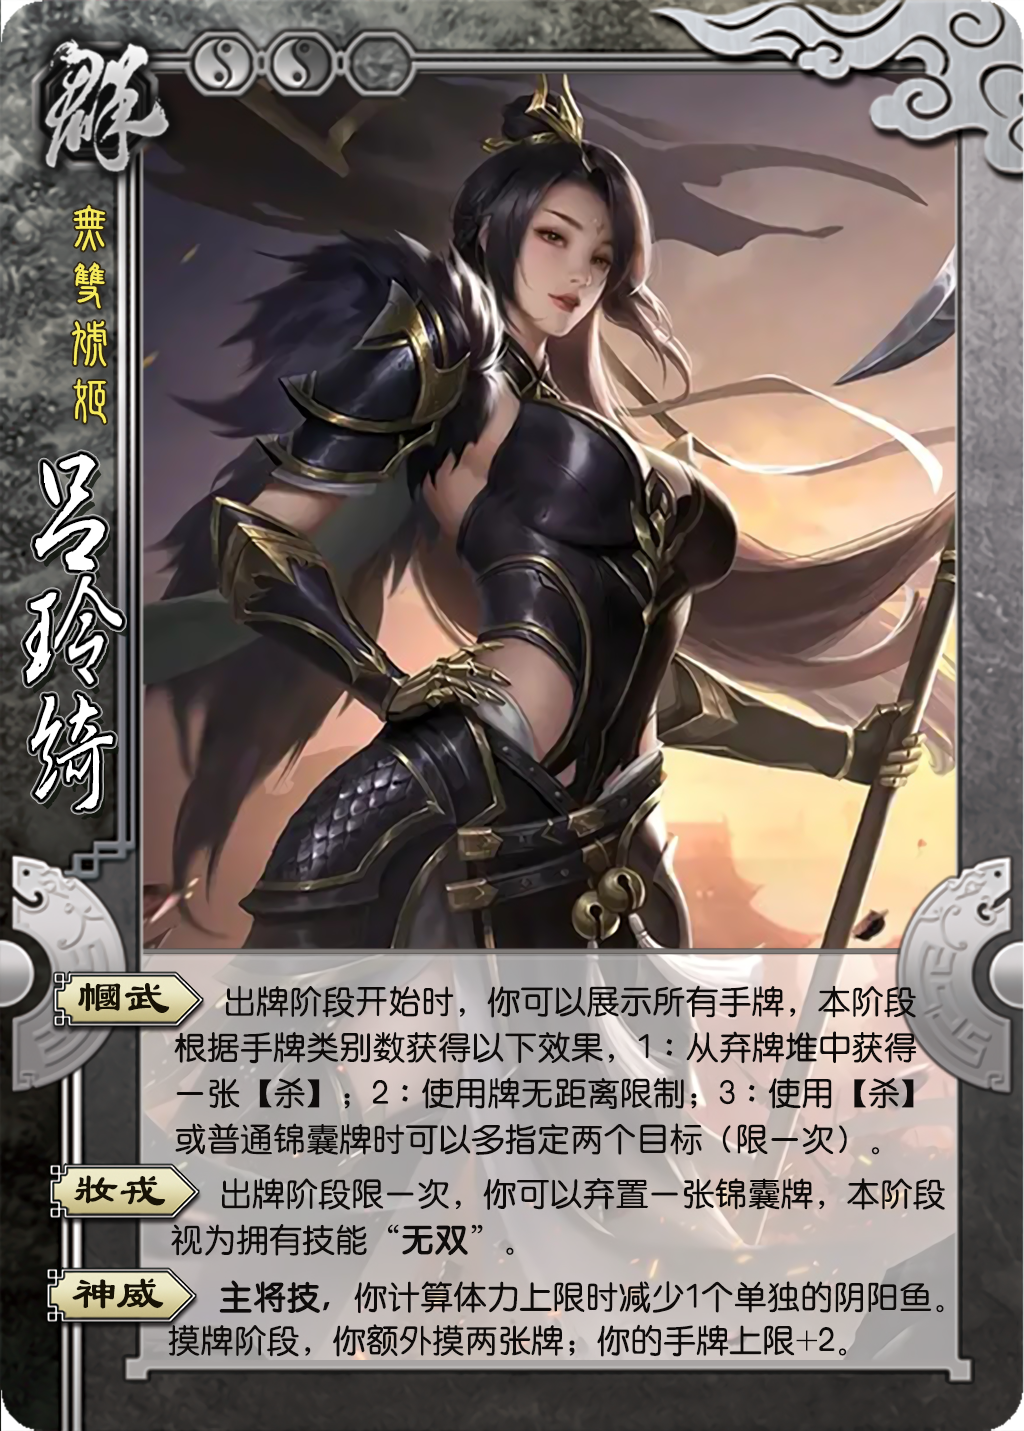 群
無雙虓姬
呂玲绮
帼武 出牌阶段开始时，你可以展示所有手牌，本阶段
根据手牌类别数获得以下效果，1：从弃牌堆中获得
一张【杀】；2：使用牌无距离限制；3：使用【杀】
或普通锦囊牌时可以多指定两个目标（限一次）。
妝戎 出牌阶段限一次，你可以弃置一张锦囊牌，本阶段
视为拥有技能“无双”。
神威 主将技，你计算体力上限时减少1个单独的阴阳鱼。
摸牌阶段，你额外摸两张牌；你的手牌上限+2。